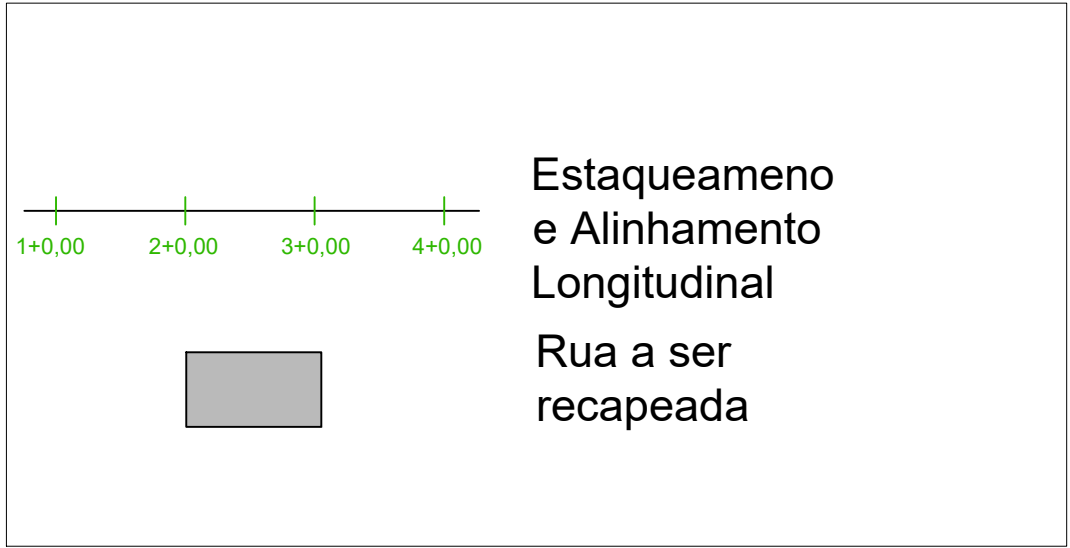 Estaqueameno
e Alinhamento
Longitudinal
1+0,00 2+0,00 3+0,00 4+0,00
Rua a ser
recapeada